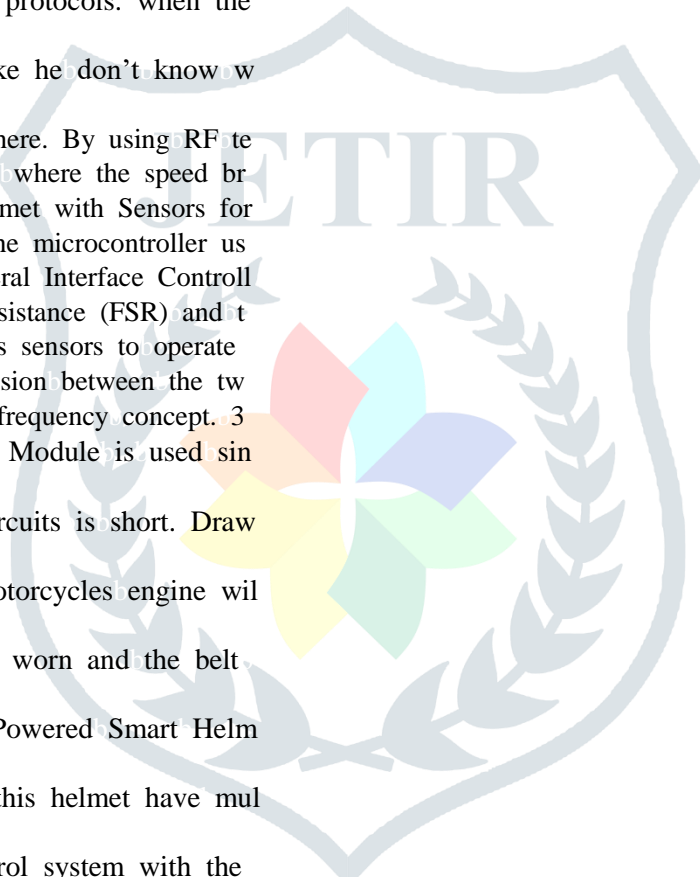 protocols. when the
ke he don't know w
here. By using RF te
where the speed br
met with Sensors for
ne microcontroller us
eral Interface Controll
sistance (FSR) and t
s sensors to operate
sion between the tw
frequency concept. 3
Module is used sin
rcuits is short. Draw
otorcycles engine wil
worn and the belt
Powered Smart Helm
this helmet have mul
rol system with the
JETIR